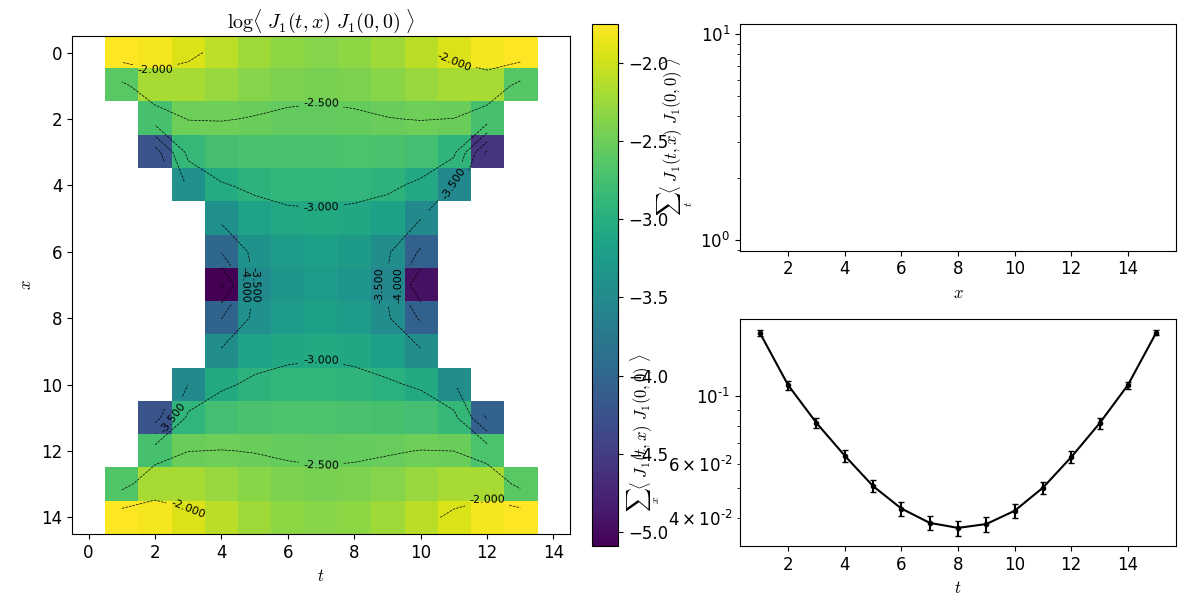 log⟨ J₁(t, x) J₁(0, 0) ⟩
0
2
4
6
8
10
12
14
x
0 2 4 6 8 10 12 14
t
-2.000
-2.000
-2.500
-3.500
-3.000
-4.000
-3.500
-3.500
-4.000
-3.000
-3.500
-2.500
-2.000
-2.000
−2.0
−2.5
−3.0
−3.5
−4.0
−4.5
−5.0
∑ₜ⟨ J₁(t, x) J₁(0, 0) ⟩
10¹
10⁰
2 4 6 8 10 12 14
x
∑ₓ⟨ J₁(t, x) J₁(0, 0) ⟩
10⁻¹
6 × 10⁻²
4 × 10⁻²
2 4 6 8 10 12 14
t